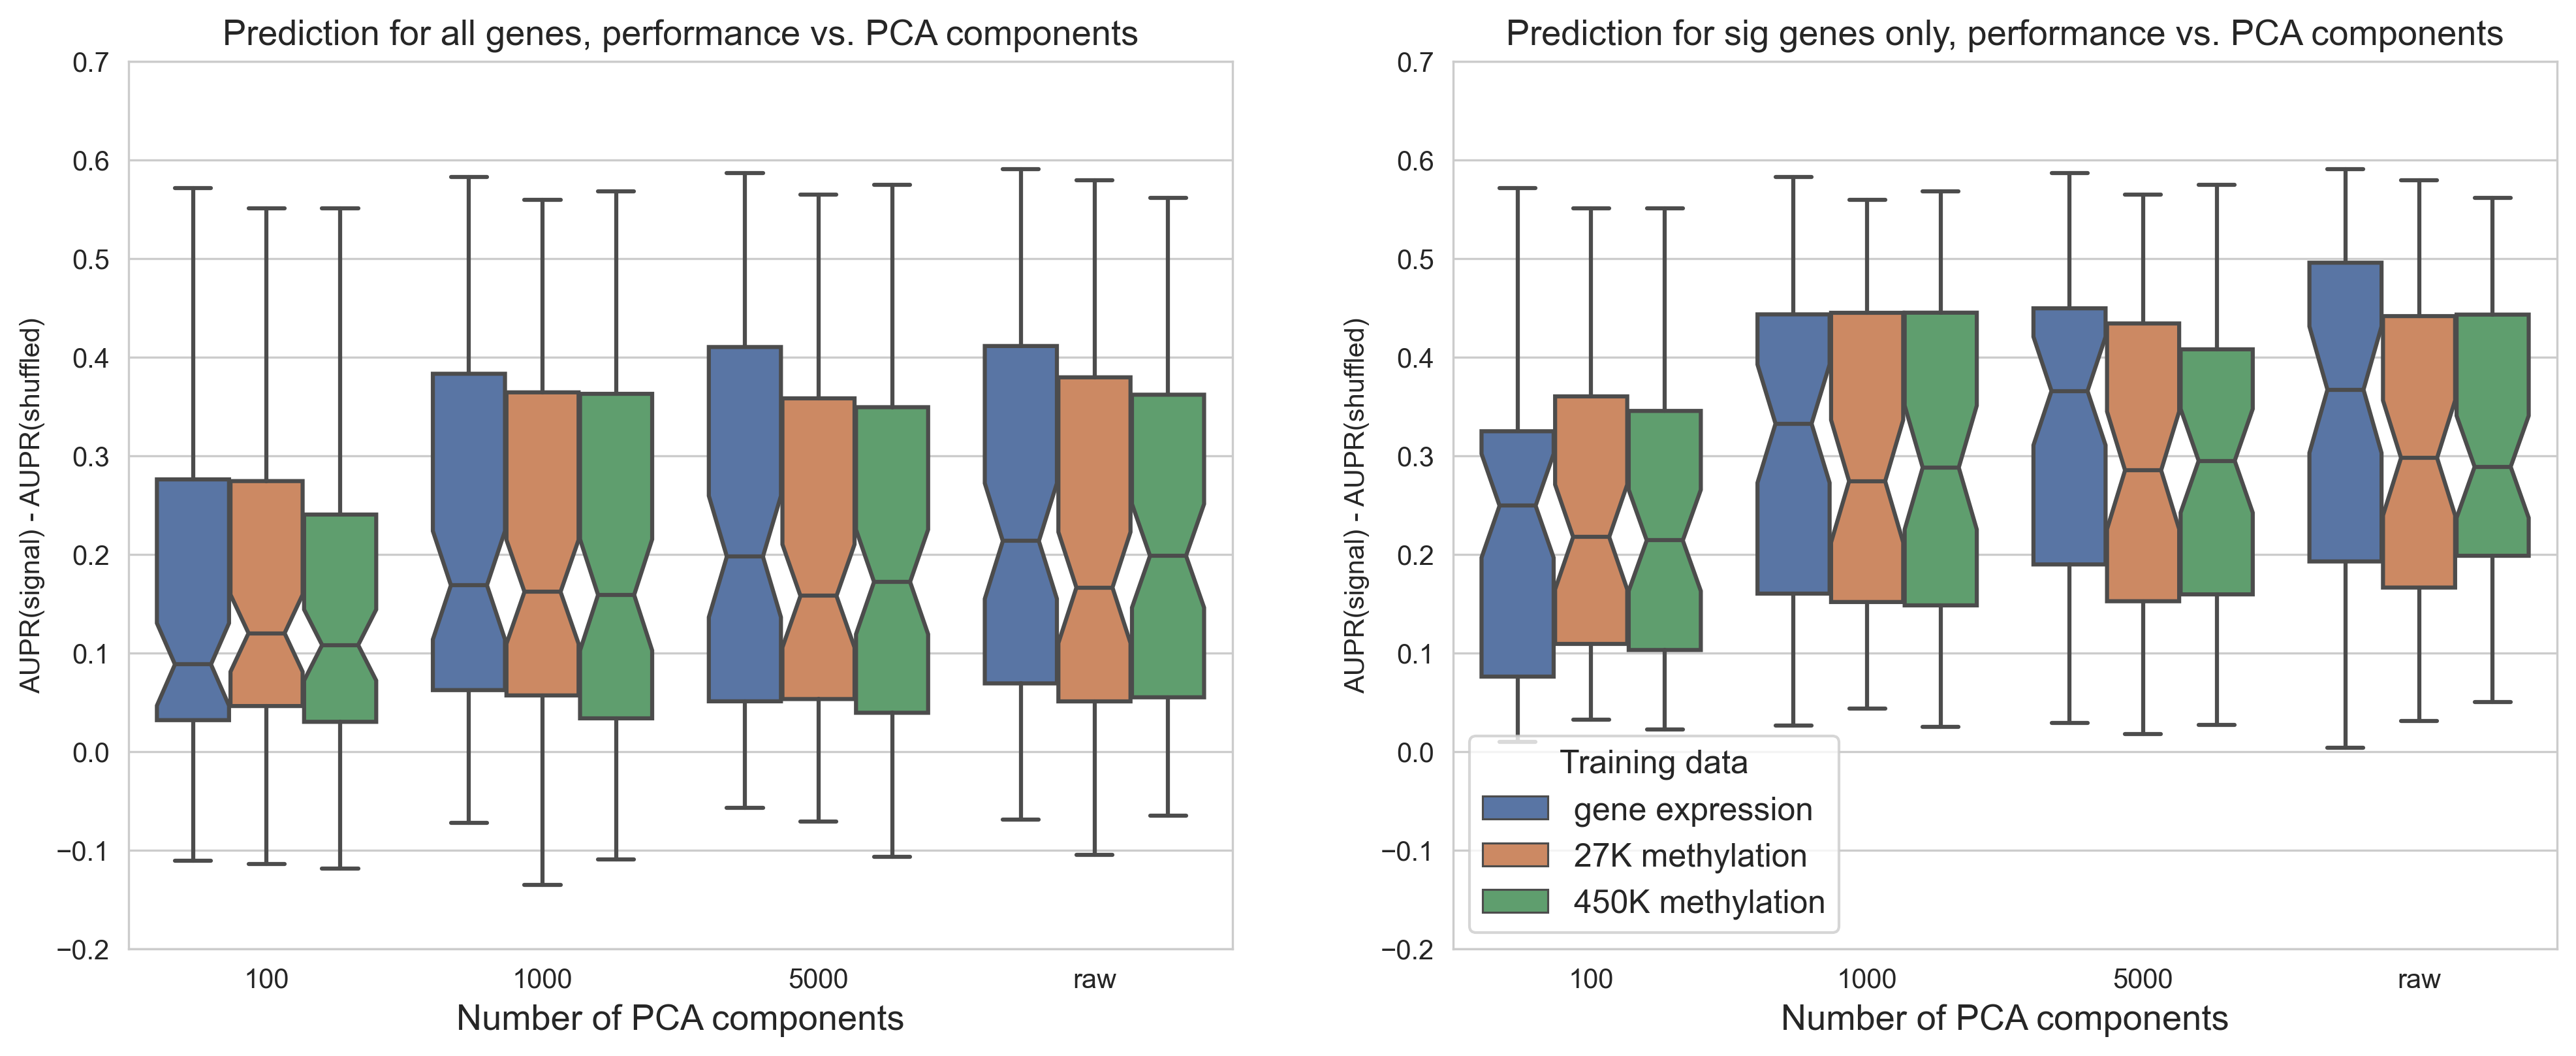 Prediction for all genes, performance vs. PCA components
0.7
0.6
0.5
0.4
0.3
0.2
0.1
0.0
−0.1
−0.2
AUPR(signal) - AUPR(shuffled)
100 1000 5000 raw
Number of PCA components
Prediction for sig genes only, performance vs. PCA components
0.7
0.6
0.5
0.4
0.3
0.2
0.1
0.0
−0.1
−0.2
AUPR(signal) - AUPR(shuffled)
Training data
gene expression
27K methylation
450K methylation
100 1000 5000 raw
Number of PCA components